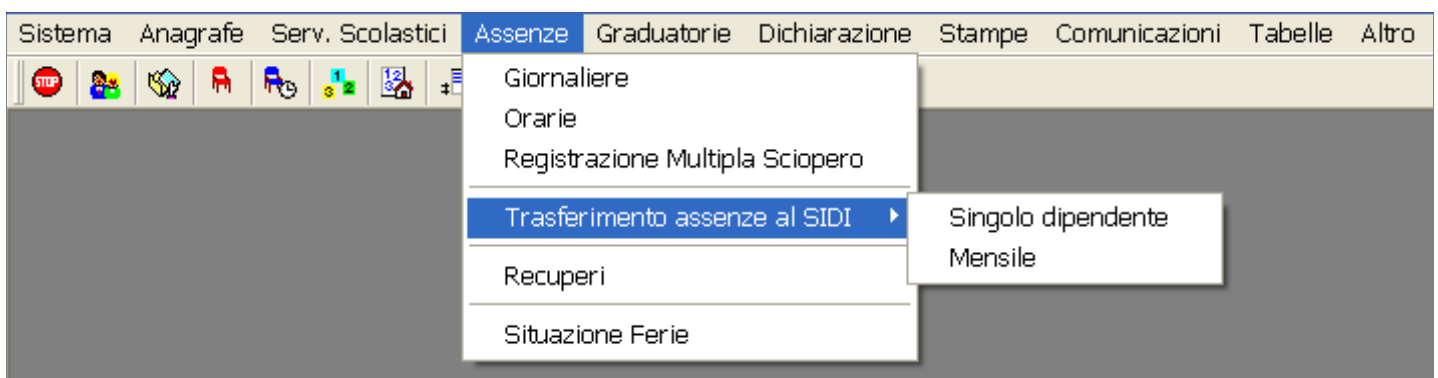 Sistema Anagrafe Serv. Scolastici Assenze Graduatorie Dichiarazione Stampe Comunicazioni Tabelle Altro
STOP
Giornaliere
Orarie
Registrazione Multipla Sciopero
Trasferimento assenze al SIDI
Singolo dipendente
Mensile
Recuperi
Situazione Ferie